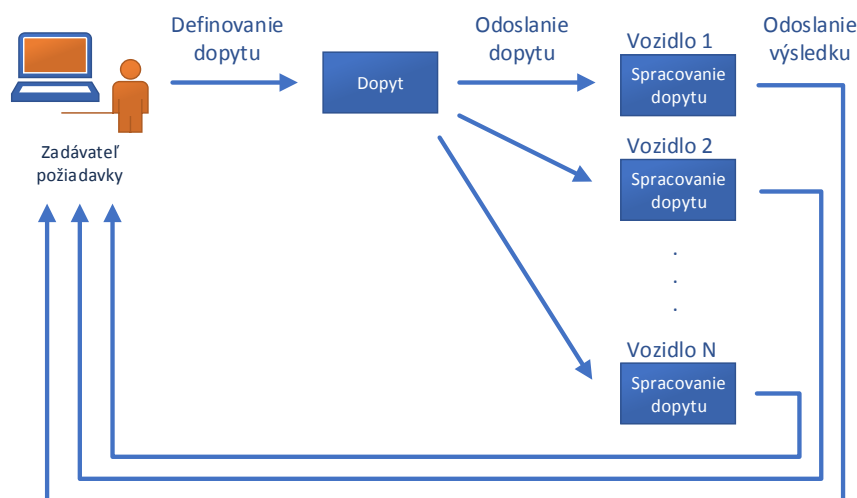 Definovanie
dopytu
Odoslanie
dopytu
Vozidlo 1
Odoslanie
výsledku
Dopyt
Spracovanie
dopytu
Zadávateľ
požiadavky
Vozidlo 2
Spracovanie
dopytu
.
.
.
Vozidlo N
Spracovanie
dopytu